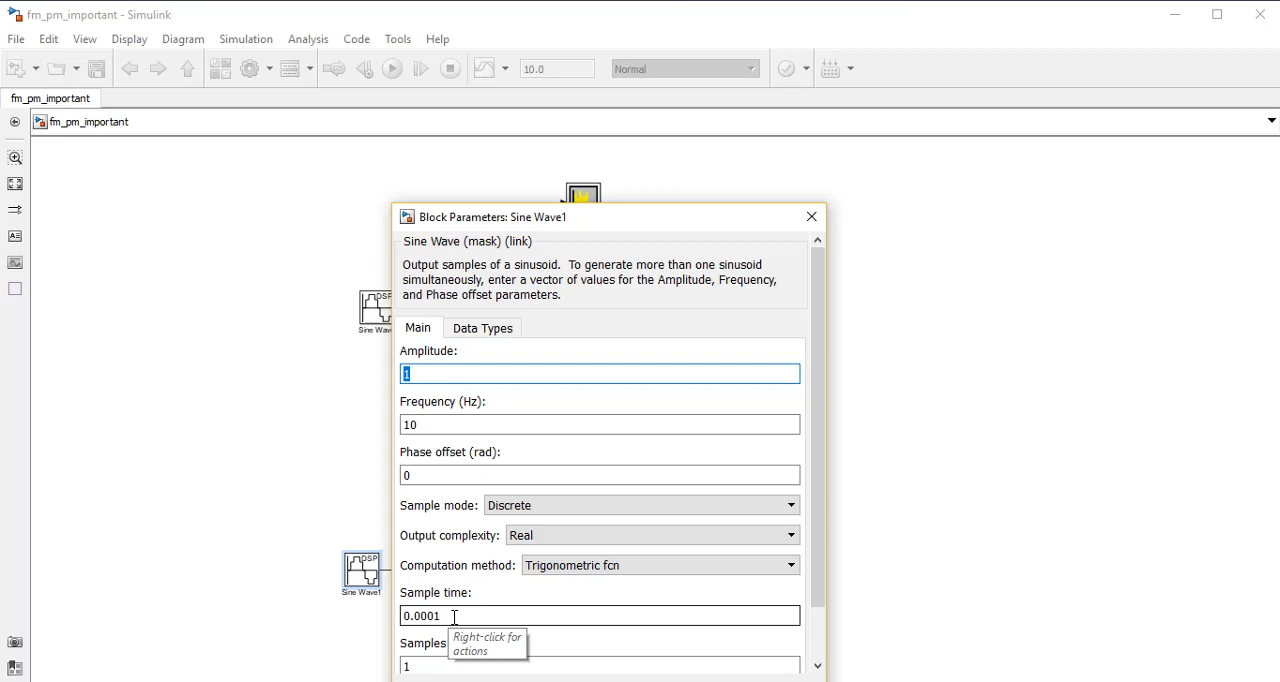 fm_pm_important - Simulink
File Edit View Display Diagram Simulation Analysis Code Tools Help
10.0 Normal
fm_pm_important
fm_pm_important
Block Parameters: Sine Wave1
Sine Wave (mask) (link)
Output samples of a sinusoid. To generate more than one sinusoid
simultaneously, enter a vector of values for the Amplitude, Frequency,
and Phase offset parameters.
DSP
Sine Wave
Main Data Types
Amplitude:
1
Frequency (Hz):
10
Phase offset (rad):
0
Sample mode: Discrete
Output complexity: Real
Computation method: Trigonometric fcn
DSP
Sine Wave1
Sample time:
0.0001
Right-click for
actions
Samples
1